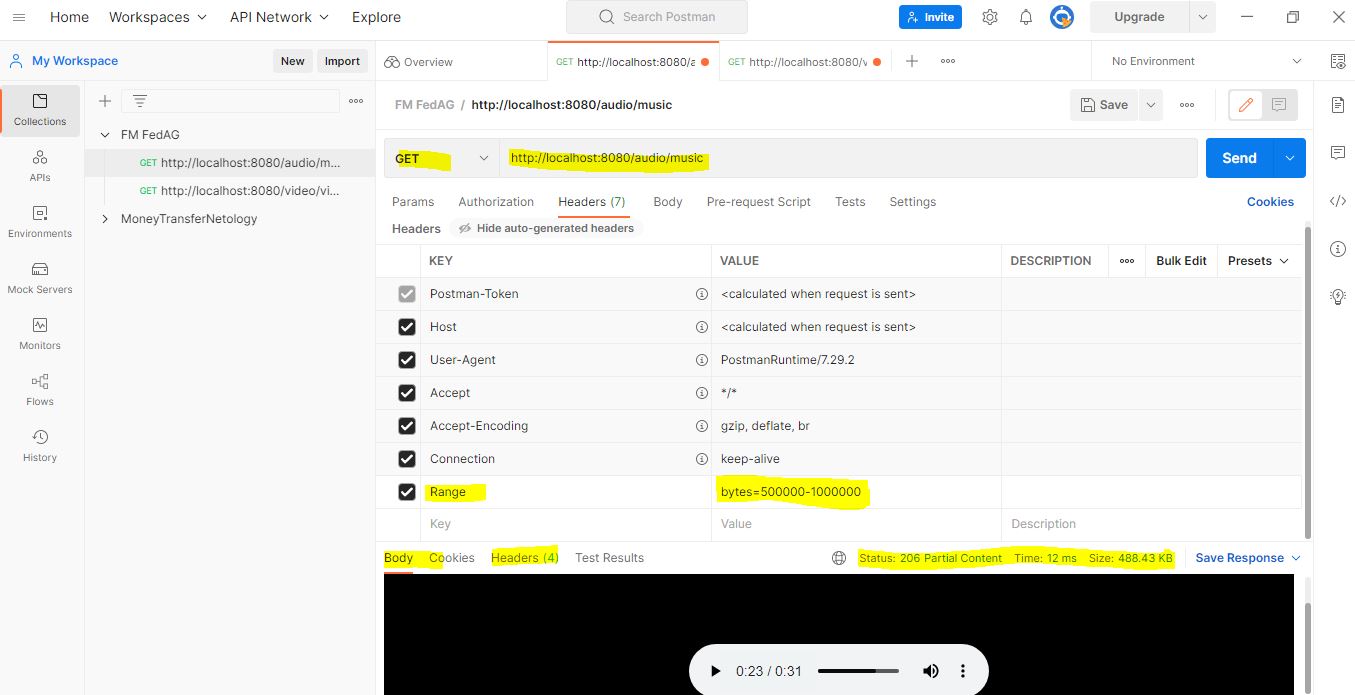 Home Workspaces API Network Explore Search Postman Invite Upgrade
My Workspace New Import Overview GET http://localhost:8080/a GET http://localhost:8080/v No Environment
Collections
APIs
Environments
Mock Servers
Monitors
Flows
History
FM FedAG
GET http://localhost:8080/audio/m...
GET http://localhost:8080/video/vi...
MoneyTransferNetology
FM FedAG / http://localhost:8080/audio/music Save
GET http://localhost:8080/audio/music Send
Params Authorization Headers (7) Body Pre-request Script Tests Settings Cookies
Headers Hide auto-generated headers
KEY VALUE DESCRIPTION Bulk Edit Presets
Postman-Token <calculated when request is sent>
Host <calculated when request is sent>
User-Agent PostmanRuntime/7.29.2
Accept */*
Accept-Encoding gzip, deflate, br
Connection keep-alive
Range bytes=500000-1000000
Key Value Description
Body Cookies Headers (4) Test Results Status: 206 Partial Content Time: 12 ms Size: 488.43 KB Save Response
0:23 / 0:31